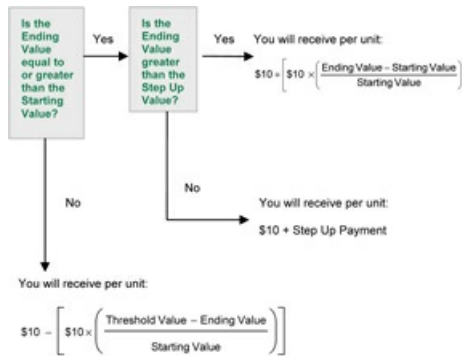 Is the
Ending
Value
equal to
or greater
than the
Starting
Value?
Yes
Is the
Ending
Value
greater
than the
Step Up
Value?
Yes
You will receive per unit:
$10 + [ $10 × ( Ending Value – Starting Value
Starting Value ) ]
No
You will receive per unit:
$10 + Step Up Payment
No
You will receive per unit:
$10 – [ $10 × ( Threshold Value – Ending Value
Starting Value ) ]